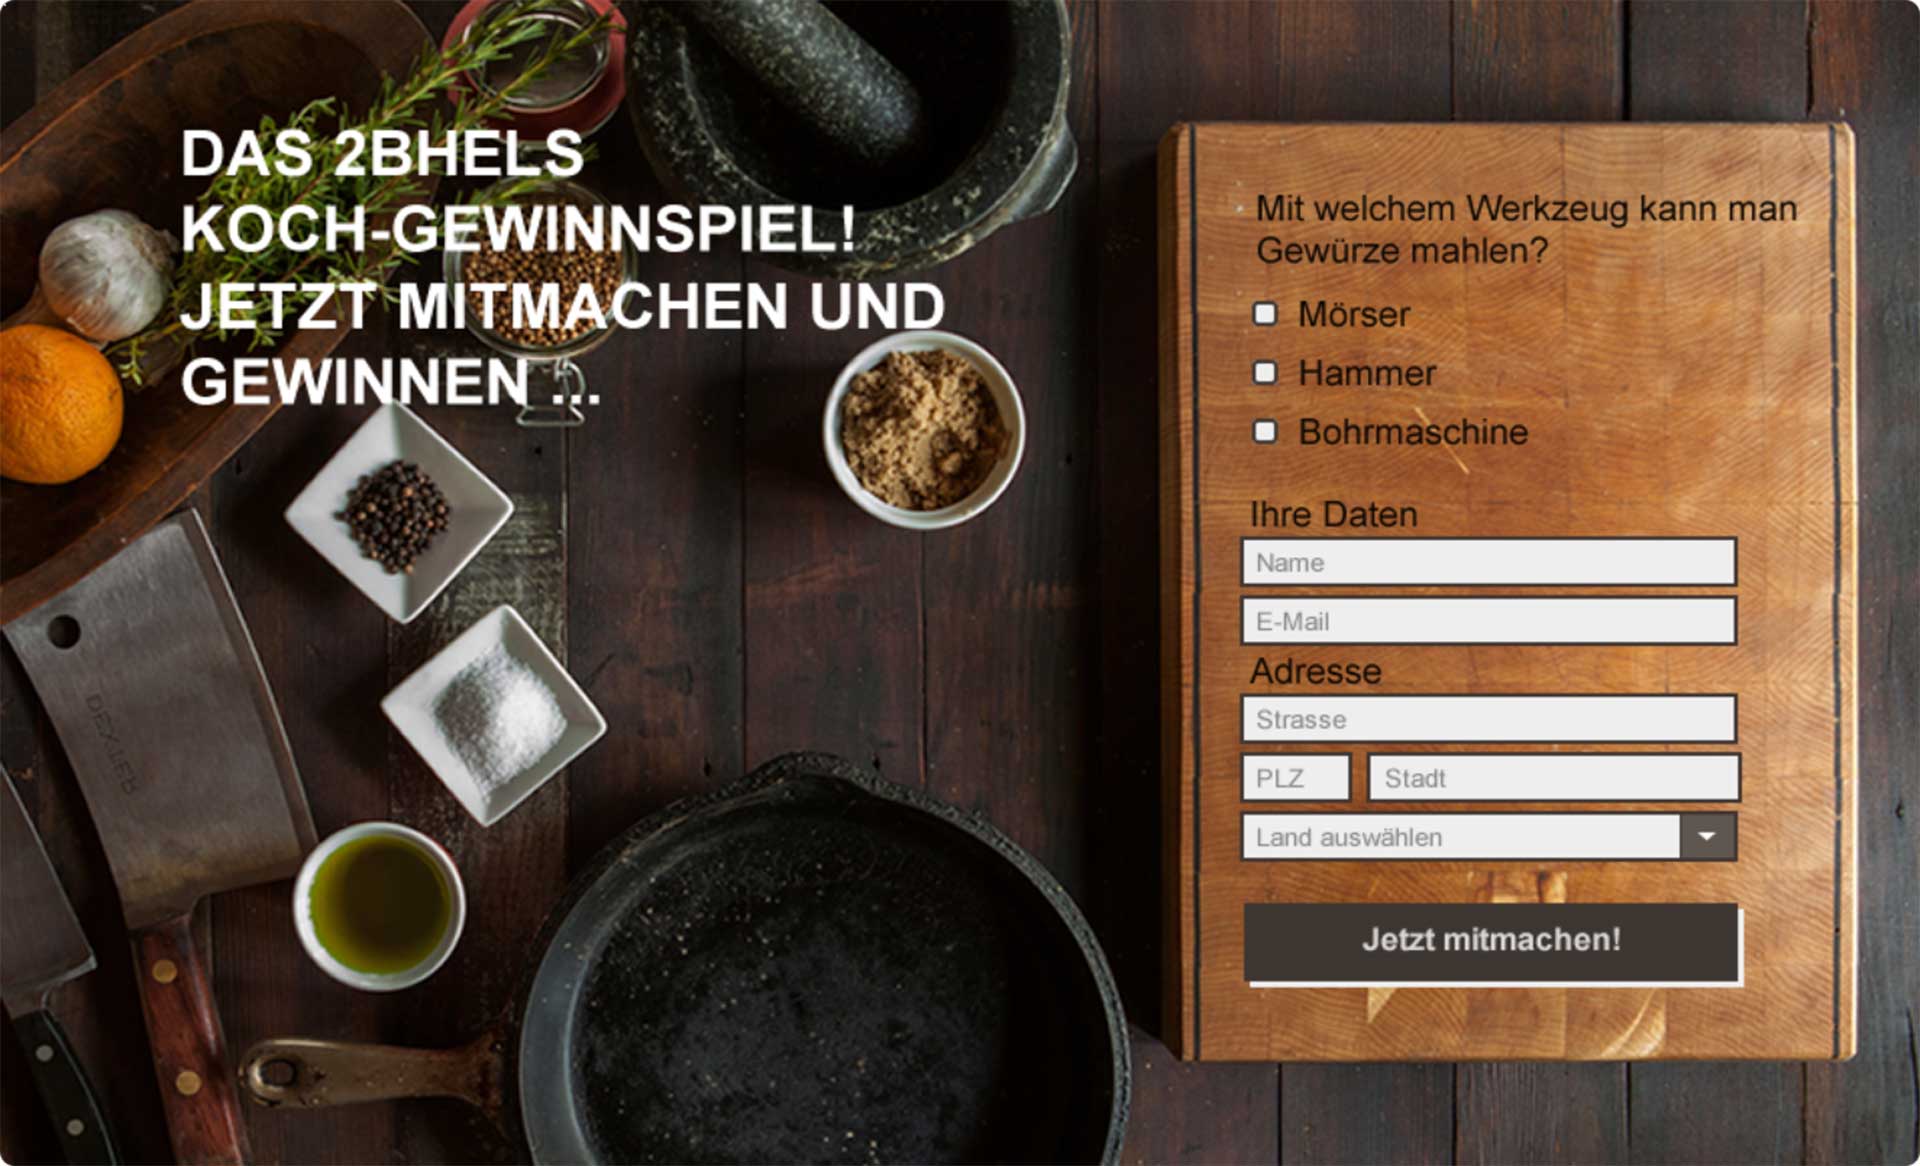 DAS 2BHELS
KOCH-GEWINNSPIEL!
JETZT MITMACHEN UND
GEWINNEN ...
Mit welchem Werkzeug kann man
Gewürze mahlen?
Mörser
Hammer
Bohrmaschine
Ihre Daten
Name
E-Mail
Adresse
Strasse
PLZ Stadt
Land auswählen
Jetzt mitmachen!
DEXTER